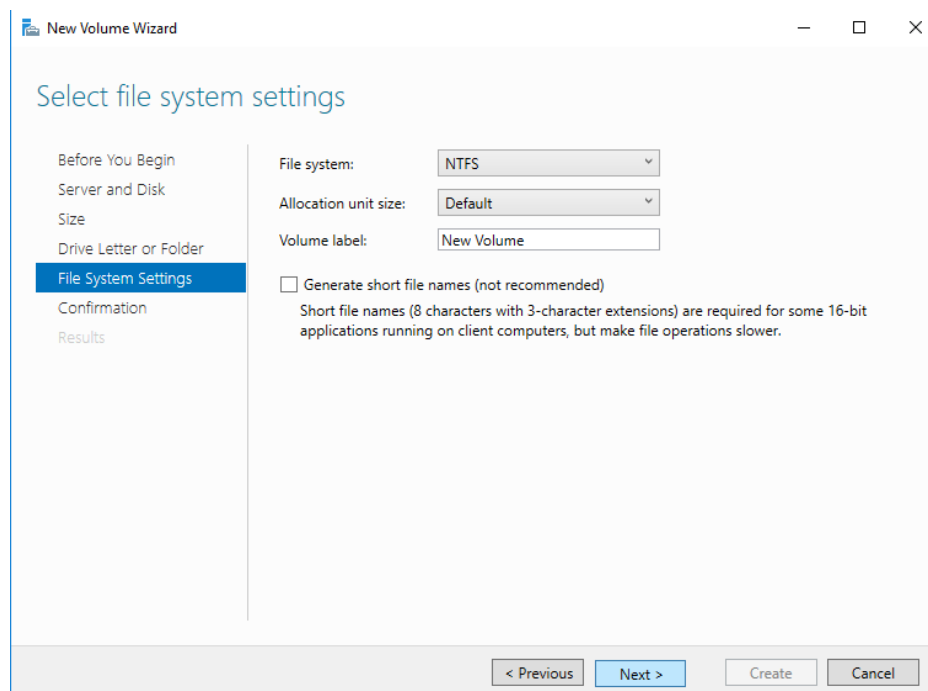 New Volume Wizard
Select file system settings
Before You Begin
Server and Disk
Size
Drive Letter or Folder
File System Settings
Confirmation
Results
File system:
NTFS
Allocation unit size:
Default
Volume label:
New Volume
Generate short file names (not recommended)
Short file names (8 characters with 3-character extensions) are required for some 16-bit
applications running on client computers, but make file operations slower.
< Previous
Next >
Create
Cancel